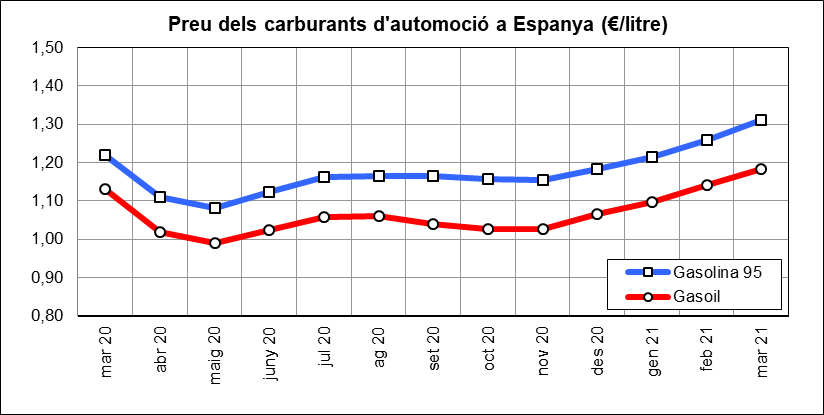 Preu dels carburants d'automoció a Espanya (€/litre)
1,50
1,40
1,30
1,20
1,10
1,00
0,90
0,80
Gasolina 95
Gasoil
mar 20
abr 20
maig 20
juny 20
jul 20
ag 20
set 20
oct 20
nov 20
des 20
gen 21
feb 21
mar 21